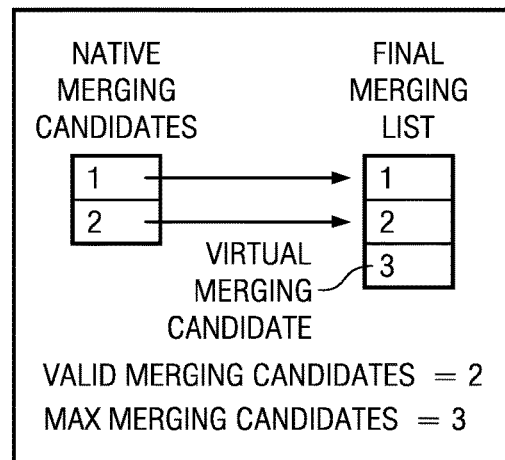 NATIVE
MERGING
CANDIDATES
FINAL
MERGING
LIST
1
2
1
2
3
VIRTUAL
MERGING
CANDIDATE
VALID MERGING CANDIDATES = 2
MAX MERGING CANDIDATES = 3